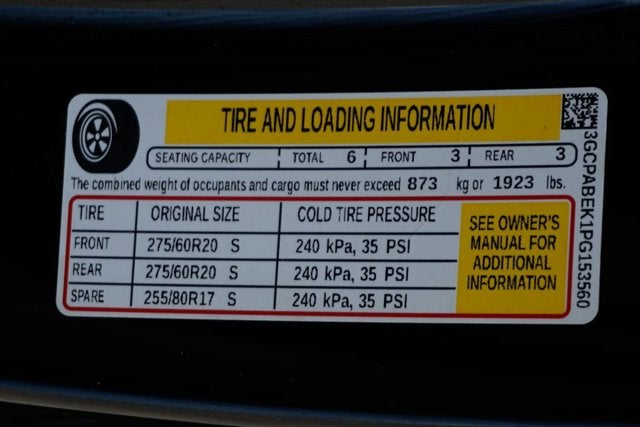 TIRE AND LOADING INFORMATION
SEATING CAPACITY TOTAL 6 FRONT 3 REAR 3
The combined weight of occupants and cargo must never exceed 873 kg or 1923 lbs.
TIRE ORIGINAL SIZE COLD TIRE PRESSURE
FRONT 275/60R20 S 240 kPa, 35 PSI
REAR 275/60R20 S 240 kPa, 35 PSI
SPARE 255/80R17 S 240 kPa, 35 PSI
SEE OWNER'S
MANUAL FOR
ADDITIONAL
INFORMATION
3GCPABEK1PG153560